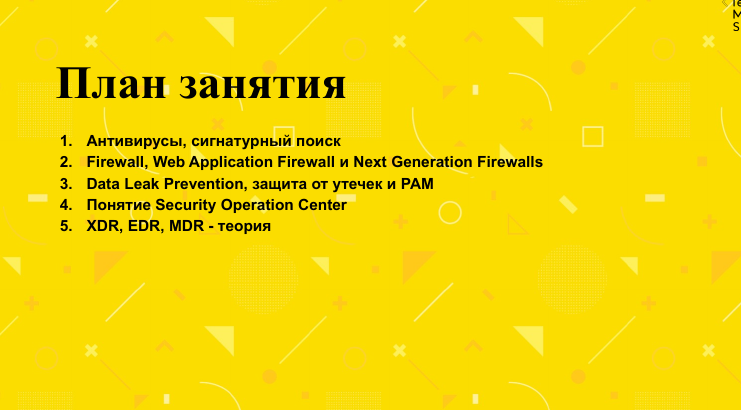 План занятия
1. Антивирусы, сигнатурный поиск
2. Firewall, Web Application Firewall и Next Generation Firewalls
3. Data Leak Prevention, защита от утечек и PAM
4. Понятие Security Operation Center
5. XDR, EDR, MDR - теория